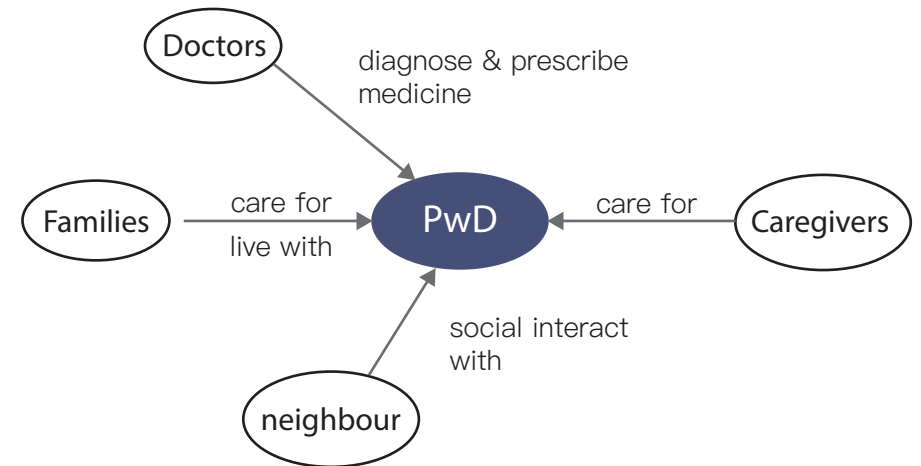 Doctors
diagnose & prescribe
medicine
Families
care for
live with
PwD
care for
Caregivers
social interact
with
neighbour